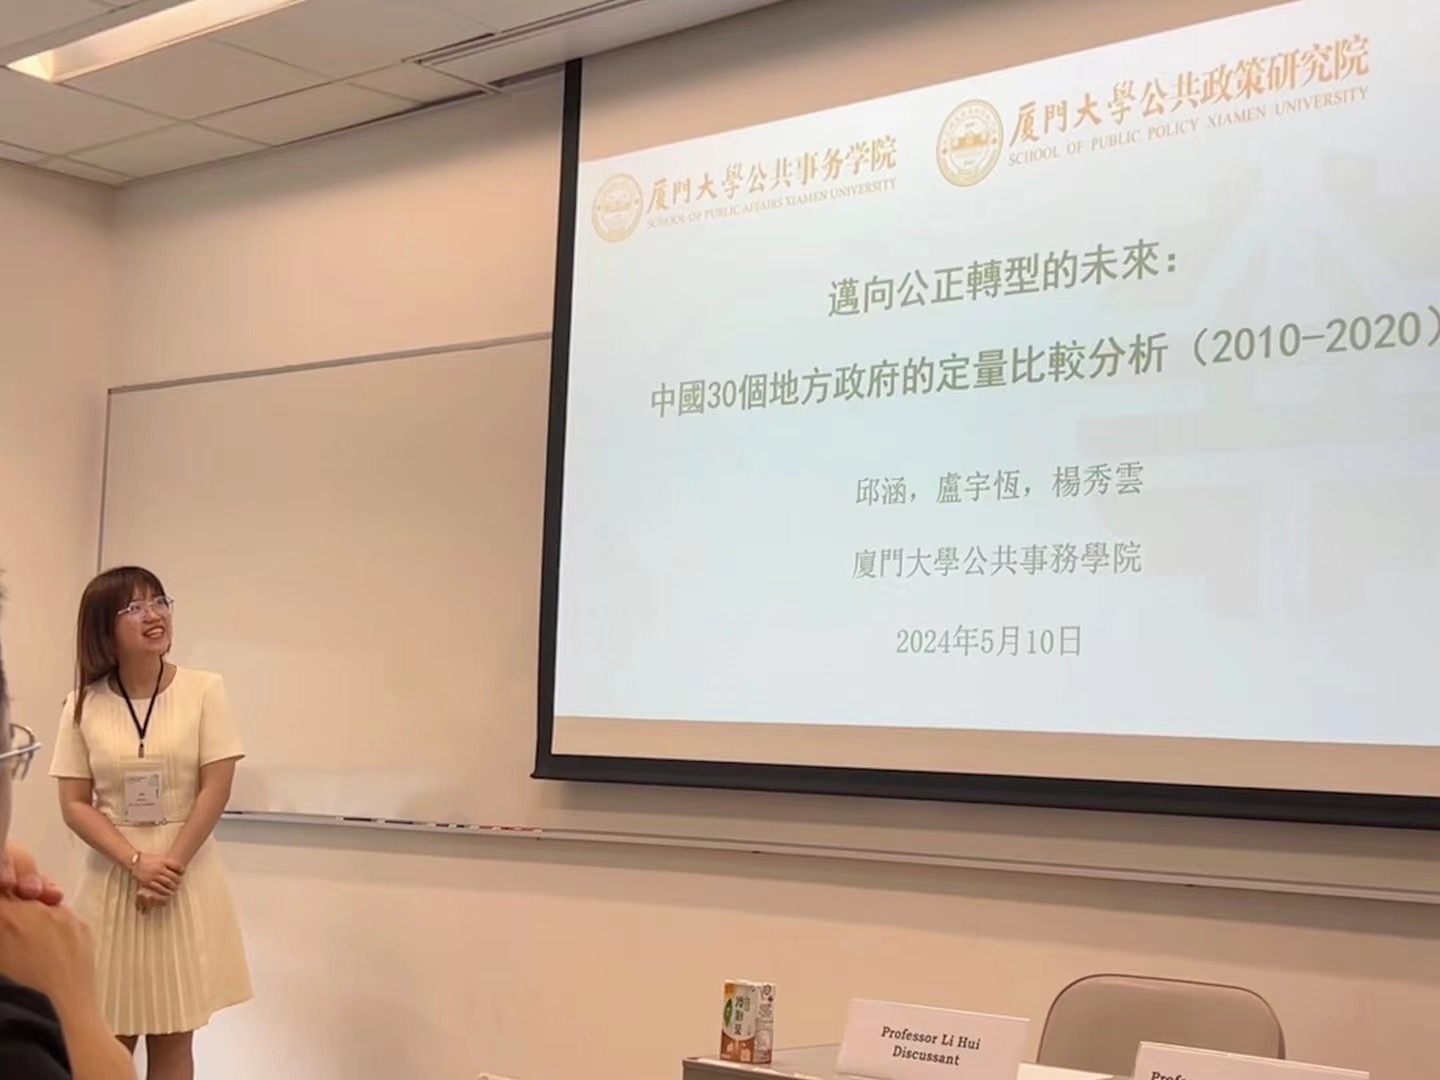 厦門大學公共事务学院
SCHOOL OF PUBLIC AFFAIRS XIAMEN UNIVERSITY
厦門大學公共政策研究院
SCHOOL OF PUBLIC POLICY XIAMEN UNIVERSITY
邁向公正轉型的未來：
中國30個地方政府的定量比較分析（2010-2020）
邱涵，盧宇恆，楊秀雲
廈門大學公共事務學院
2024年5月10日
Professor Li Hui
Discussant